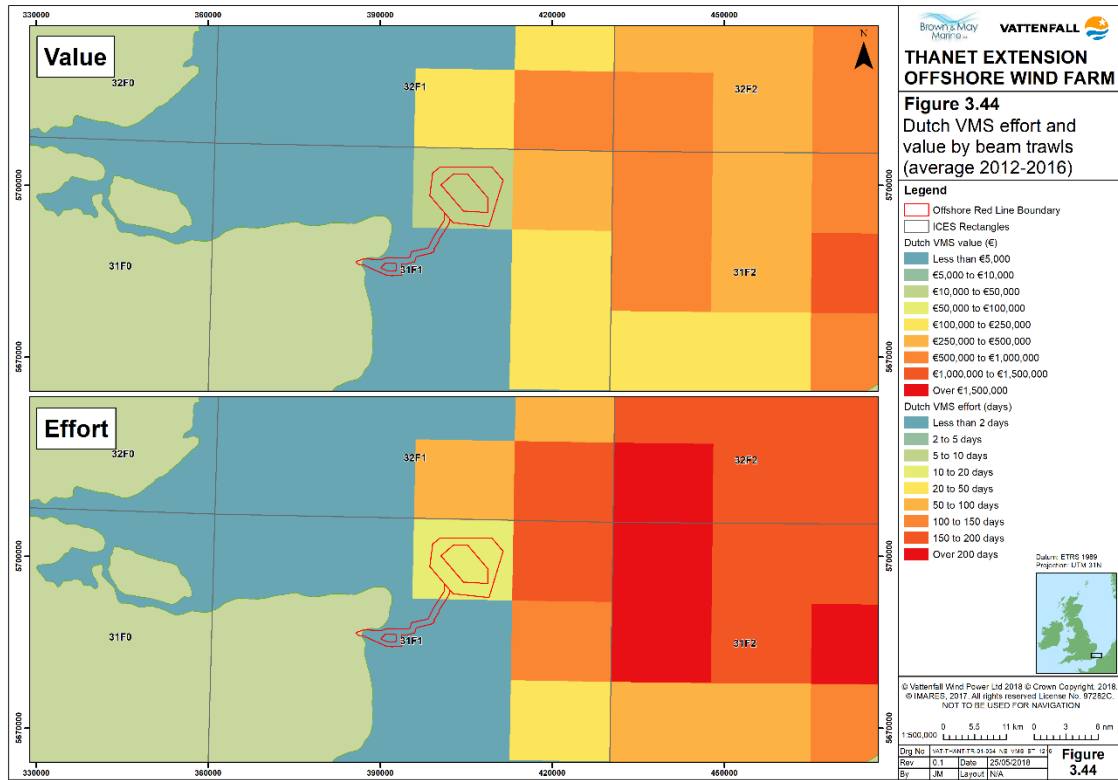 330000 360000 390000 420000 450000
Value
N
32F0
32F1
32F2
5700000
5700000
31F0
31F1
31F2
5670000
5670000
Effort
32F0
32F1
32F2
5700000
5700000
31F0
31F1
31F2
5670000
5670000
330000 360000 390000 420000 450000
Brown & May
Marine
VATTENFALL
THANET EXTENSION
OFFSHORE WIND FARM
Figure 3.44
Dutch VMS effort and
value by beam trawls
(average 2012-2016)
Legend
Offshore Red Line Boundary
ICES Rectangles
Dutch VMS value (€)
Less than €5,000
€5,000 to €10,000
€10,000 to €50,000
€50,000 to €100,000
€100,000 to €250,000
€250,000 to €500,000
€500,000 to €1,000,000
€1,000,000 to €1,500,000
Over €1,500,000
Dutch VMS effort (days)
Less than 2 days
2 to 5 days
5 to 10 days
10 to 20 days
20 to 50 days
50 to 100 days
100 to 150 days
150 to 200 days
Over 200 days
Datum: ETRS 1989
Projection: UTM 31N
© Vattenfall Wind Power Ltd 2018 © Crown Copyright, 2018.
© IMARES, 2017. All rights reserved License No. 97282C.
NOT TO BE USED FOR NAVIGATION
1:500,000
0 5.5 11 km
0 3 6 nm
Drg No
Rev 0.1 Date 25/05/2018
By JM Layout N/A
Figure
3.44